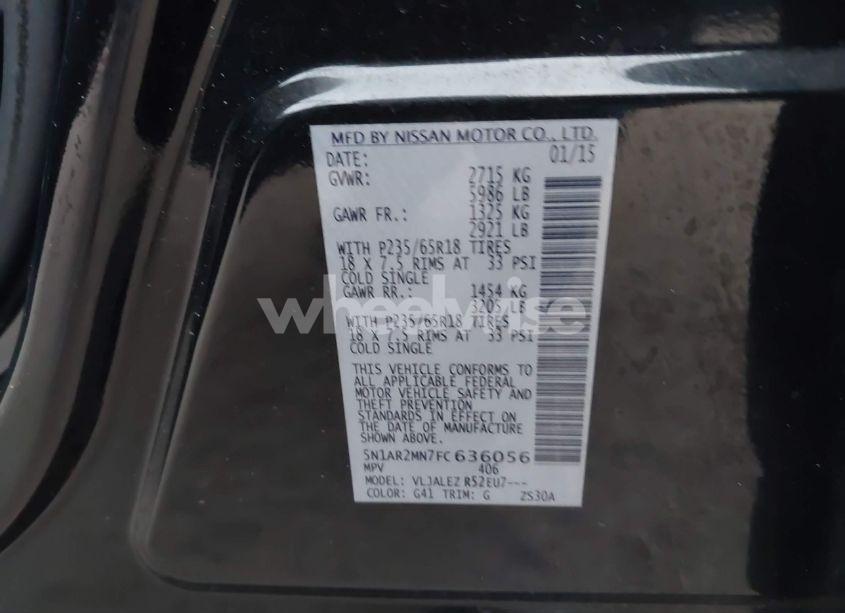 MFD BY NISSAN MOTOR CO., LTD.
DATE: 01/15
GVWR: 2715 KG
5986 LB
GAWR FR.: 1325 KG
2921 LB
WITH P235/65R18 TIRES
18 X 7.5 RIMS AT 33 PSI
COLD SINGLE
GAWR RR.: 1454 KG
3205 LB
wheelwise
WITH P235/65R18 TIRES
18 X 7.5 RIMS AT 33 PSI
COLD SINGLE
THIS VEHICLE CONFORMS TO
ALL APPLICABLE FEDERAL
MOTOR VEHICLE SAFETY AND
THEFT PREVENTION
STANDARDS IN EFFECT ON
THE DATE OF MANUFACTURE
SHOWN ABOVE.
5N1AR2MN7FC636056
MPV 406
MODEL: VLJALEZ R52EU7---
COLOR: G41 TRIM: G ZS30A